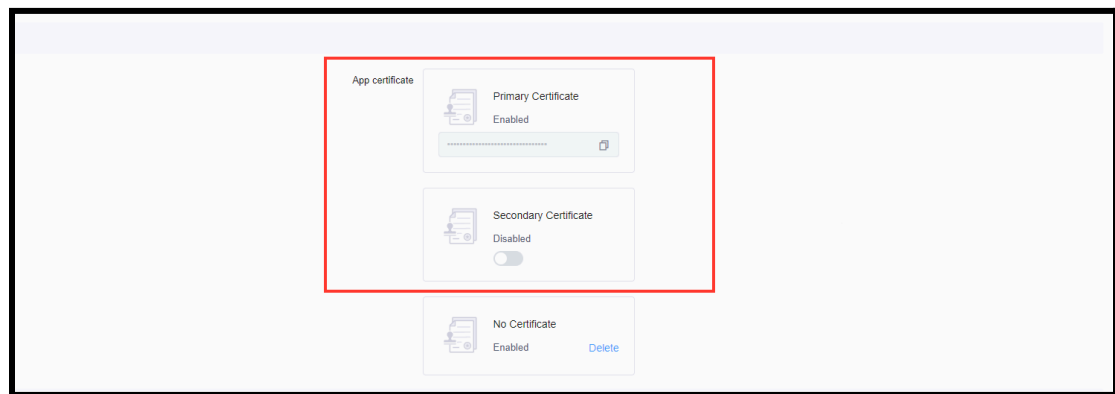 App certificate
Primary Certificate
Enabled
Secondary Certificate
Disabled
No Certificate
Enabled
Delete